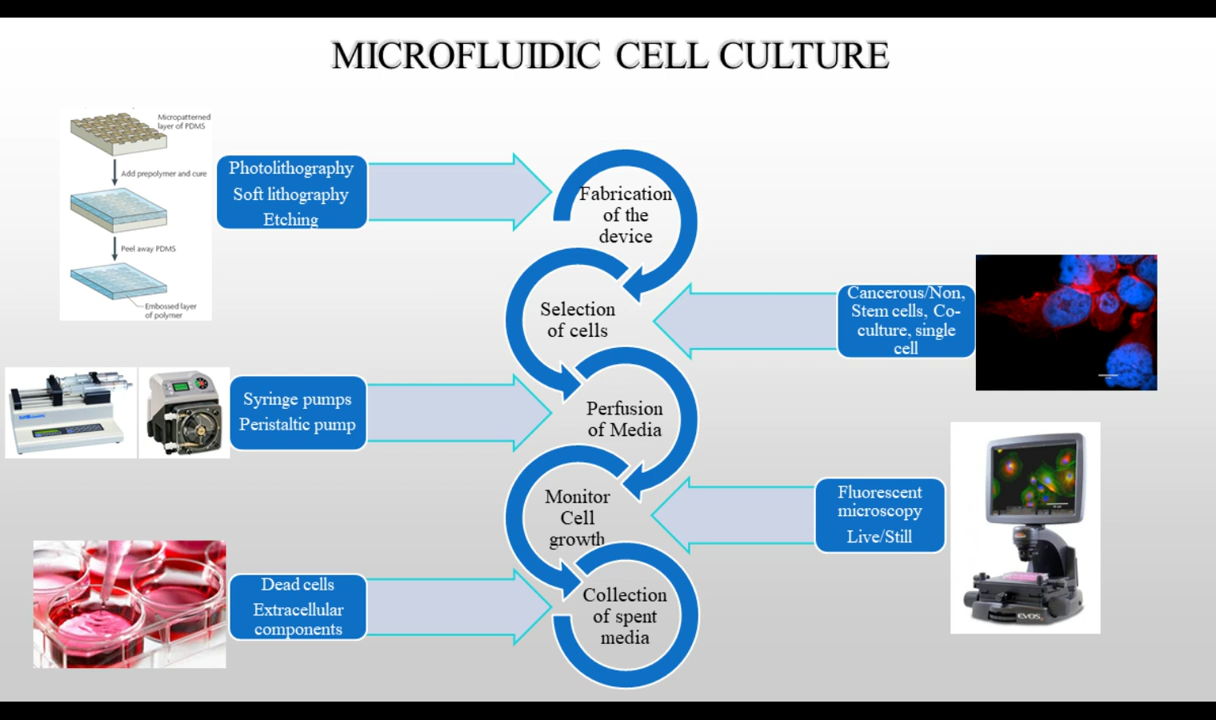 MICROFLUIDIC CELL CULTURE
Micropatterned
layer of PDMS
Add prepolymer and cure
Peel away PDMS
Embossed layer
of polymer
Photolithography
Soft lithography
Etching
Fabrication
of the
device
Selection
of cells
Cancerous/Non,
Stem cells, Co-
culture, single
cell
Syringe pumps
Peristaltic pump
Perfusion
of Media
Monitor
Cell
growth
Fluorescent
microscopy
Live/Still
EVOS
Dead cells
Extracellular
components
Collection
of spent
media